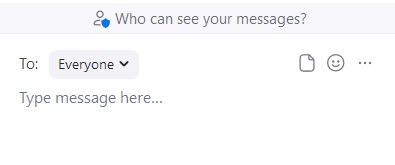 Who can see your messages?
To: Everyone
Type message here...